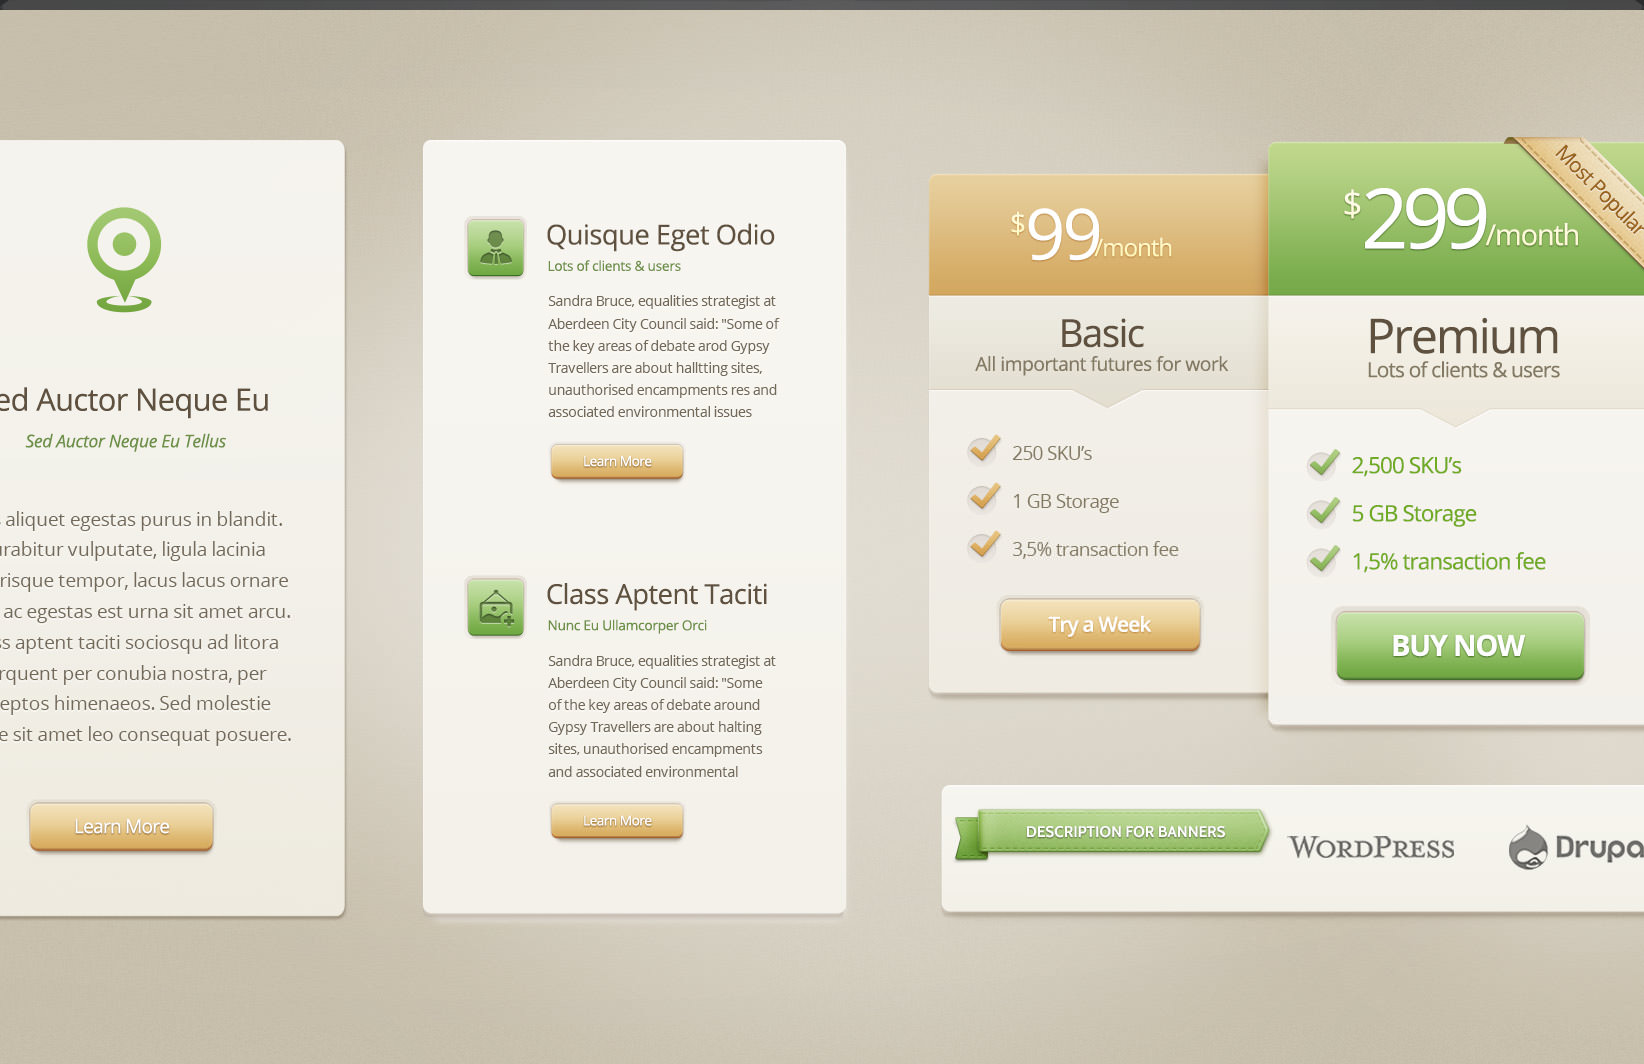 ed Auctor Neque Eu
Sed Auctor Neque Eu Tellus
aliquet egestas purus in blandit.
urabitur vulputate, ligula lacinia
risque tempor, lacus lacus ornare
ac egestas est urna sit amet arcu.
ss aptent taciti sociosqu ad litora
rquent per conubia nostra, per
eptos himenaeos. Sed molestie
e sit amet leo consequat posuere.
Learn More
Quisque Eget Odio
Lots of clients & users
Sandra Bruce, equalities strategist at
Aberdeen City Council said: "Some of
the key areas of debate arod Gypsy
Travellers are about halltting sites,
unauthorised encampments res and
associated environmental issues
Learn More
Class Aptent Taciti
Nunc Eu Ullamcorper Orci
Sandra Bruce, equalities strategist at
Aberdeen City Council said: "Some
of the key areas of debate around
Gypsy Travellers are about halting
sites, unauthorised encampments
and associated environmental
Learn More
$99/month
Basic
All important futures for work
250 SKU's
1 GB Storage
3,5% transaction fee
Try a Week
Most Popular
$299/month
Premium
Lots of clients & users
2,500 SKU's
5 GB Storage
1,5% transaction fee
BUY NOW
DESCRIPTION FOR BANNERS
WORDPRESS
Drupa